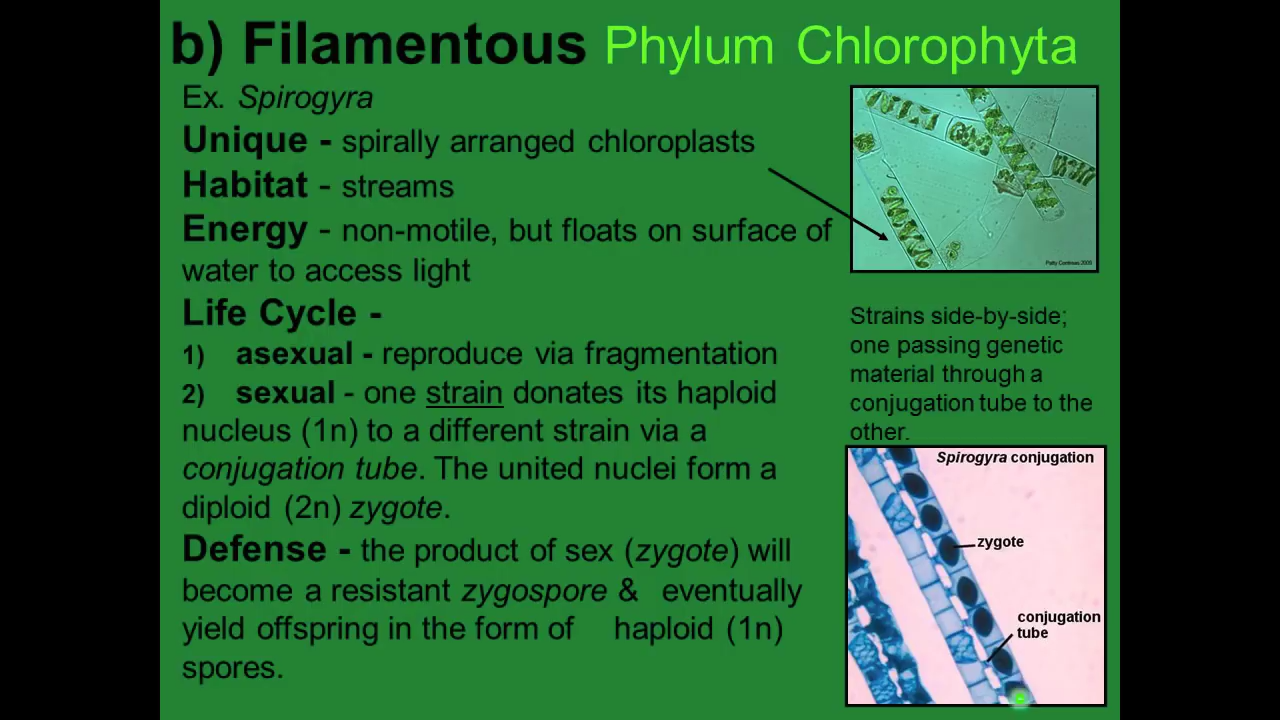 b) Filamentous Phylum Chlorophyta
Ex. Spirogyra
Unique - spirally arranged chloroplasts
Habitat - streams
Energy - non-motile, but floats on surface of
water to access light
Life Cycle -
1) asexual - reproduce via fragmentation
2) sexual - one strain donates its haploid
nucleus (1n) to a different strain via a
conjugation tube. The united nuclei form a
diploid (2n) zygote.
Defense - the product of sex (zygote) will
become a resistant zygospore & eventually
yield offspring in the form of haploid (1n)
spores.
Patty Contreas 2009
Strains side-by-side;
one passing genetic
material through a
conjugation tube to the
other.
Spirogyra conjugation
zygote
conjugation
tube